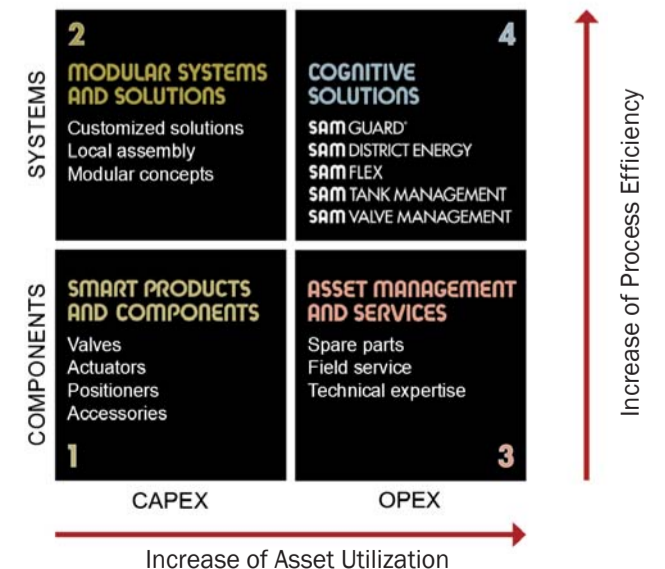 2
MODULAR SYSTEMS
AND SOLUTIONS
Customized solutions
Local assembly
Modular concepts
4
COGNITIVE
SOLUTIONS
SAM GUARD®
SAM DISTRICT ENERGY
SAM FLEX
SAM TANK MANAGEMENT
SAM VALVE MANAGEMENT
SYSTEMS
SMART PRODUCTS
AND COMPONENTS
Valves
Actuators
Positioners
Accessories
1
ASSET MANAGEMENT
AND SERVICES
Spare parts
Field service
Technical expertise
3
COMPONENTS
CAPEX
OPEX
Increase of Asset Utilization
Increase of Process Efficiency